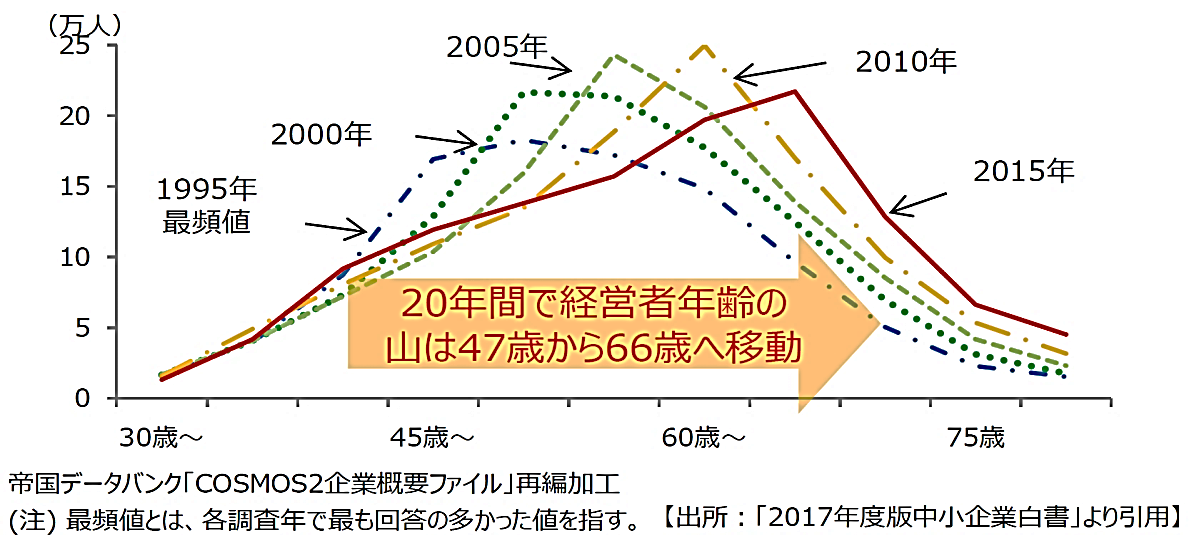 (万人)
25
20
15
10
5
0
2005年
2010年
2000年
2015年
1995年
最頻値
20年間で経営者年齢の
山は47歳から66歳へ移動
30歳～
45歳～
60歳～
75歳
帝国データバンク「COSMOS2企業概要ファイル」再編加工
(注) 最頻値とは、各調査年で最も回答の多かった値を指す。
【出所：「2017年度版中小企業白書」より引用】